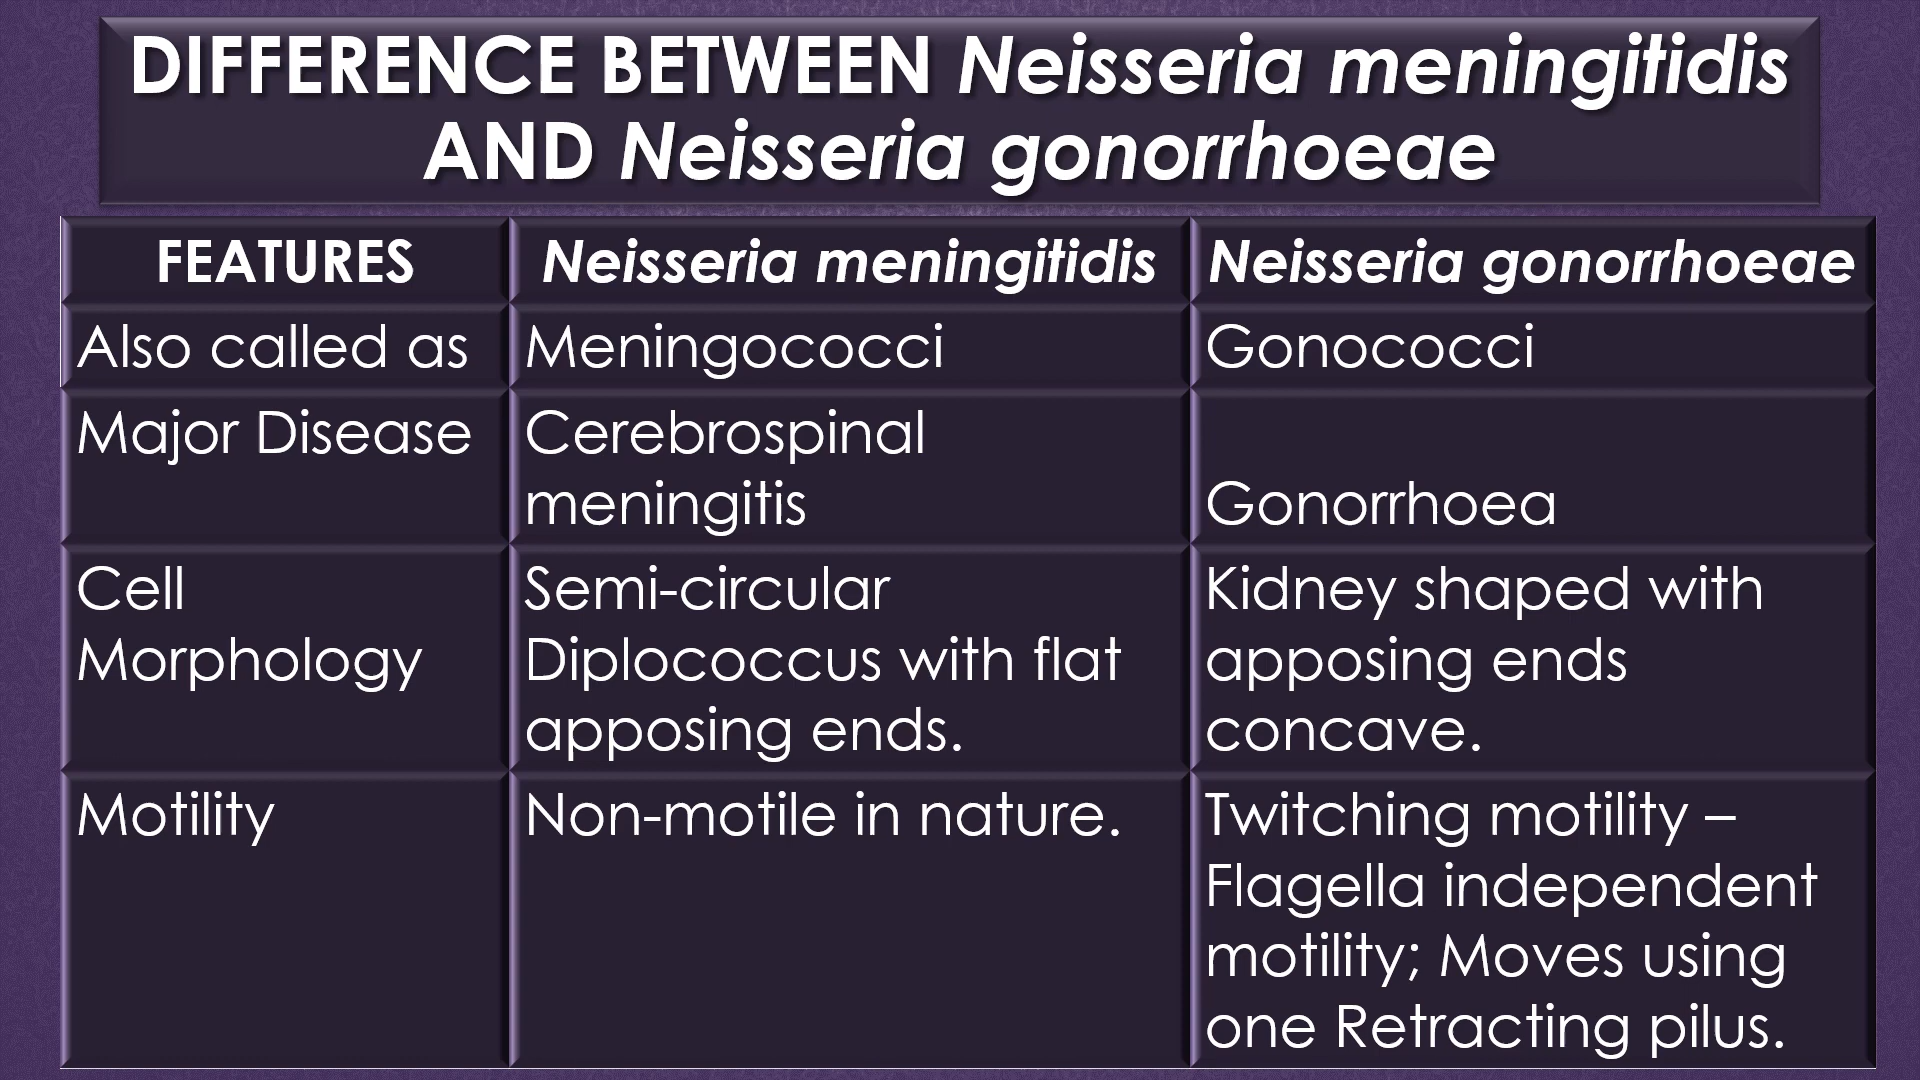 DIFFERENCE BETWEEN Neisseria meningitidis
AND Neisseria gonorrhoeae
FEATURES
Neisseria meningitidis
Neisseria gonorrhoeae
Also called as
Meningococci
Gonococci
Major Disease
Cerebrospinal
meningitis
Gonorrhoea
Cell
Morphology
Semi-circular
Diplococcus with flat
apposing ends.
Kidney shaped with
apposing ends
concave.
Motility
Non-motile in nature.
Twitching motility –
Flagella independent
motility; Moves using
one Retracting pilus.